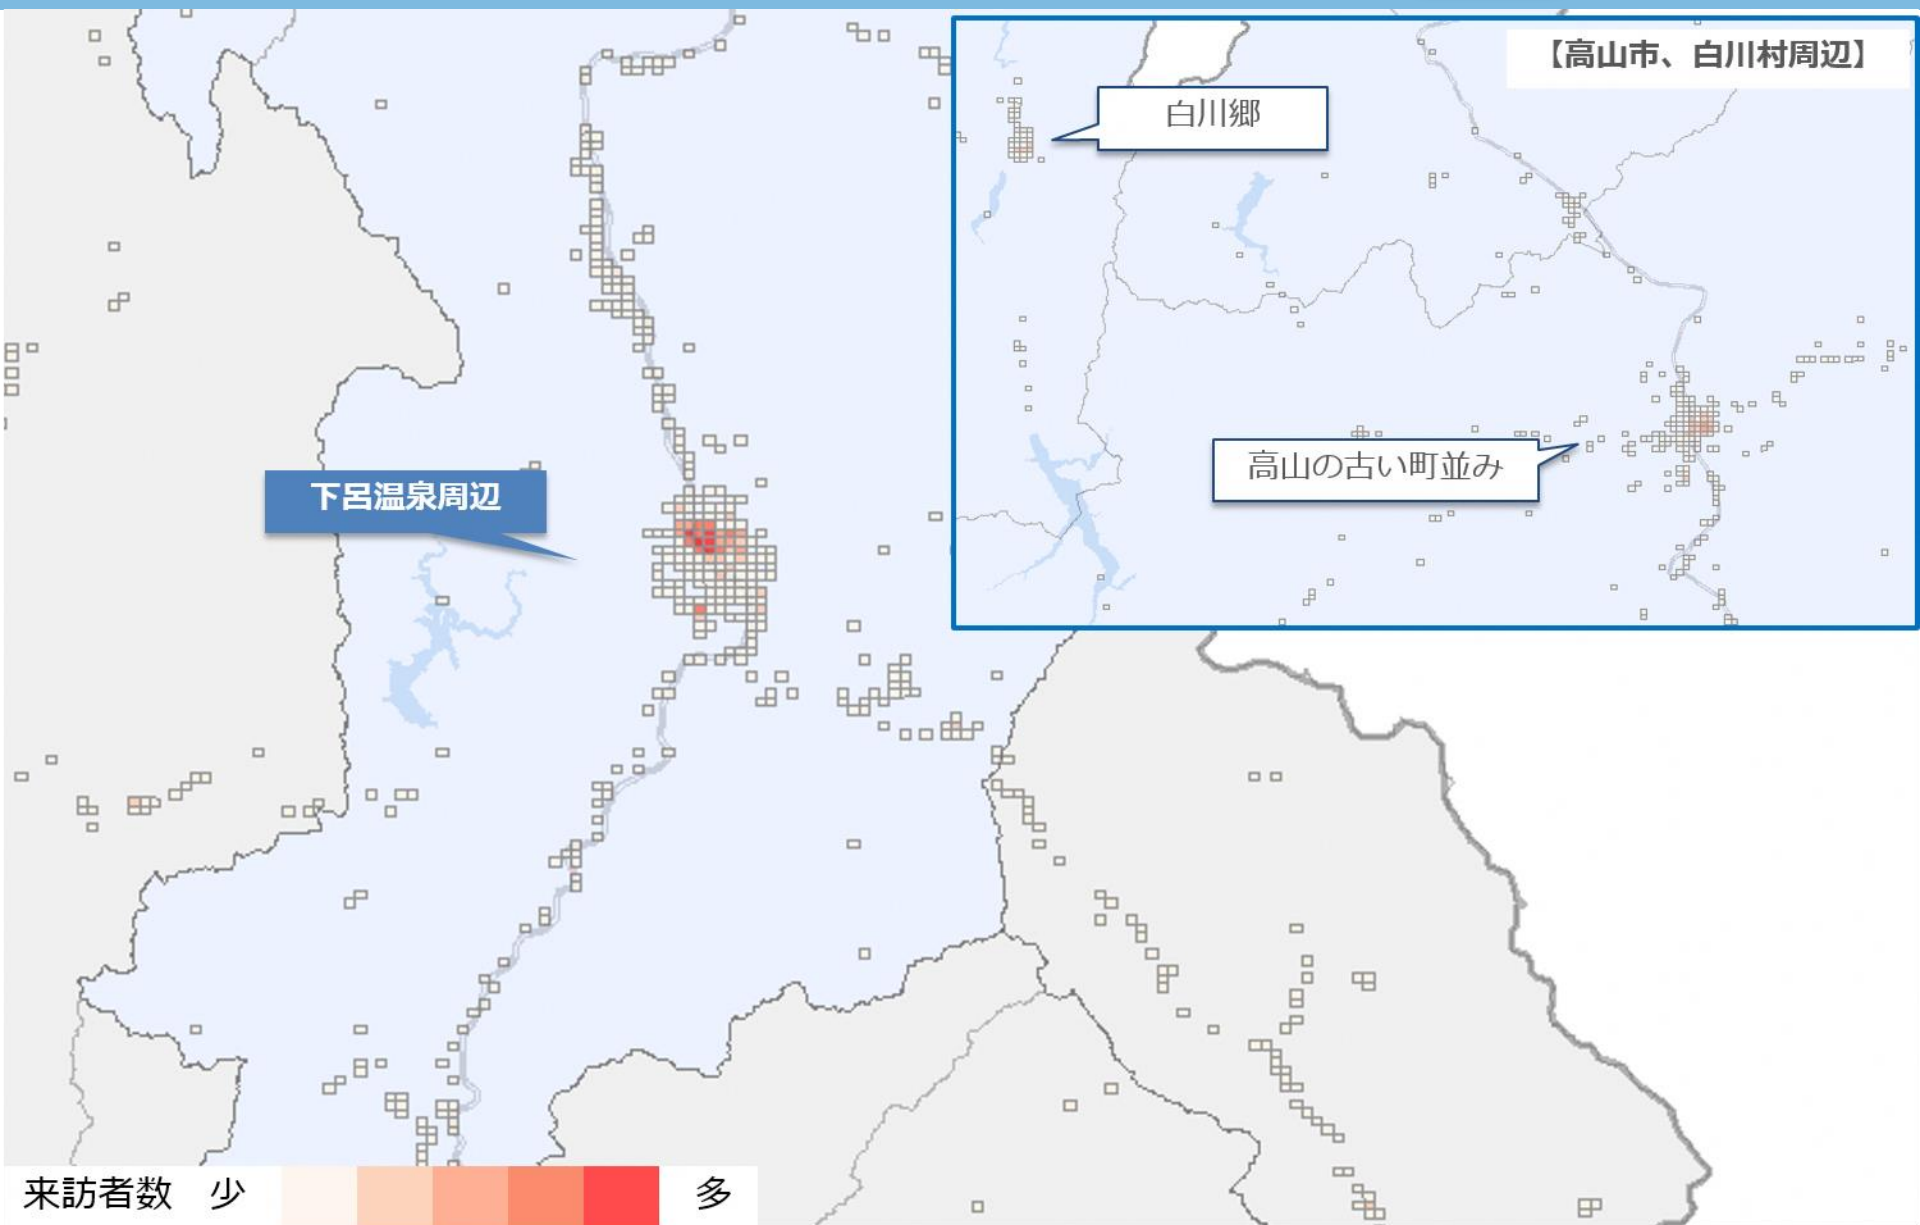 【高山市、白川村周辺】
白川郷
高山の古い町並み
下呂温泉周辺
来訪者数 少 多